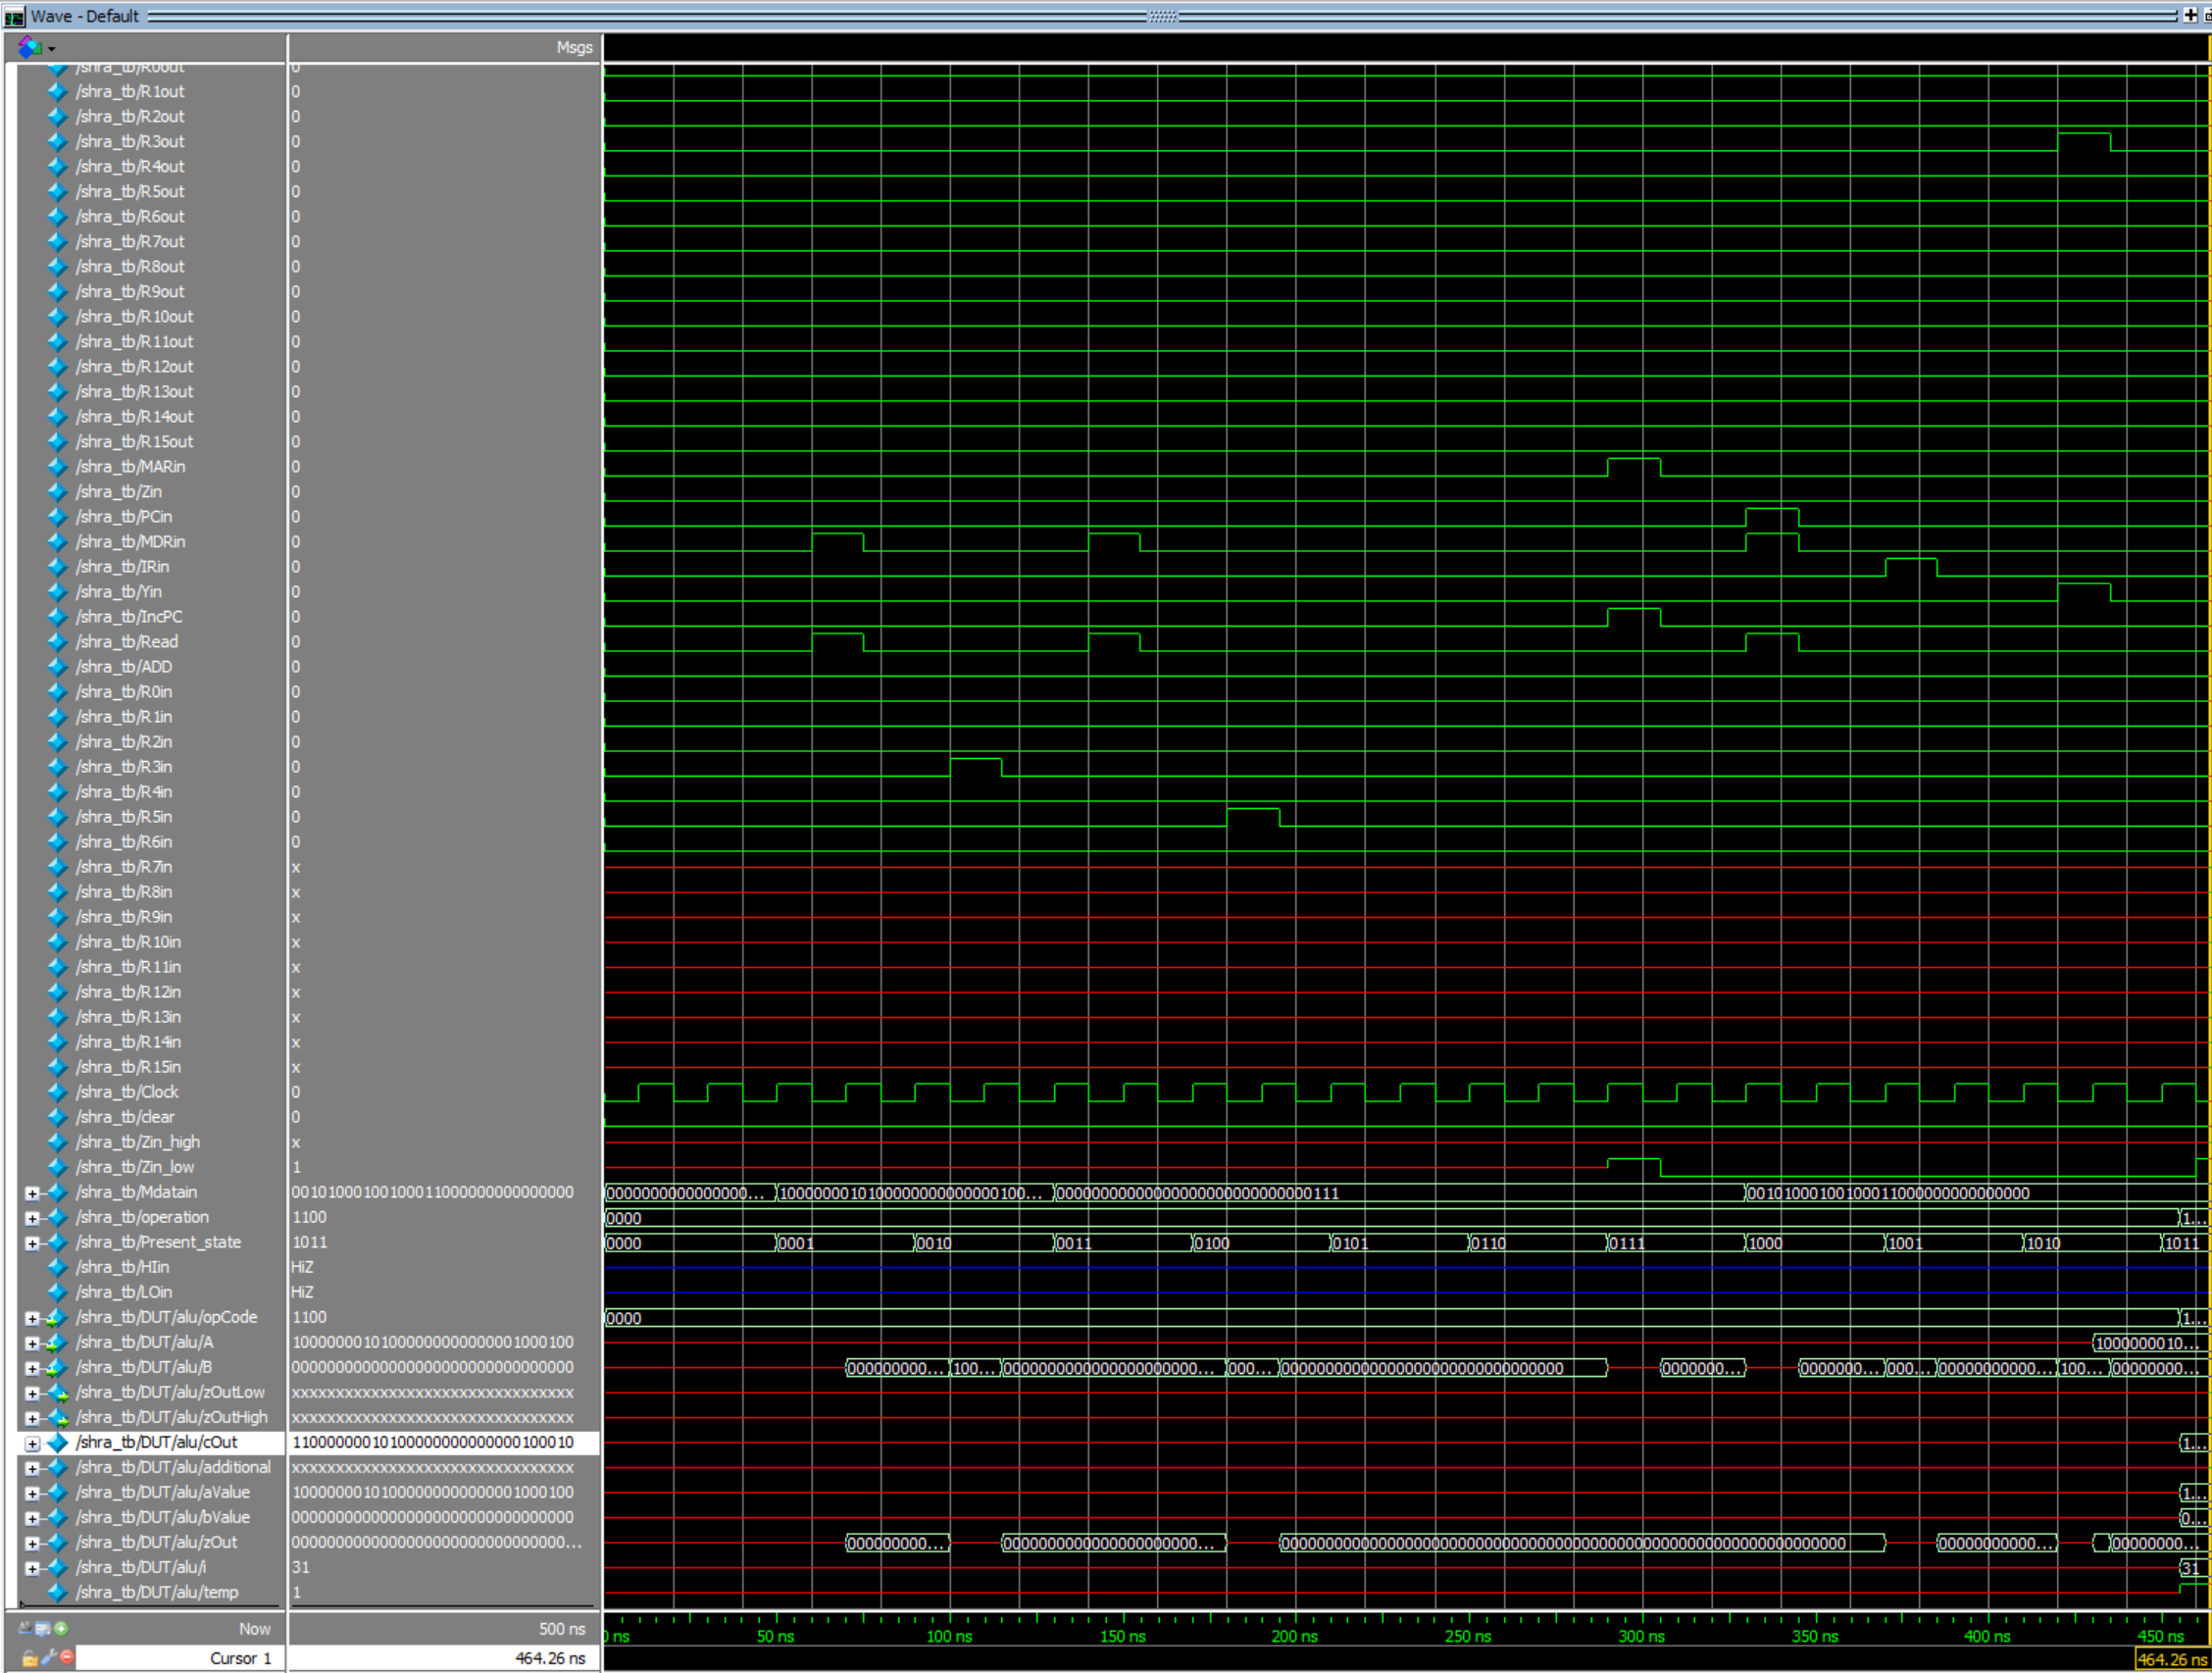 Wave - Default
Msgs
/shra_tb/R0out 0
/shra_tb/R1out 0
/shra_tb/R2out 0
/shra_tb/R3out 0
/shra_tb/R4out 0
/shra_tb/R5out 0
/shra_tb/R6out 0
/shra_tb/R7out 0
/shra_tb/R8out 0
/shra_tb/R9out 0
/shra_tb/R10out 0
/shra_tb/R11out 0
/shra_tb/R12out 0
/shra_tb/R13out 0
/shra_tb/R14out 0
/shra_tb/R15out 0
/shra_tb/MARin 0
/shra_tb/Zin 0
/shra_tb/PCin 0
/shra_tb/MDRin 0
/shra_tb/IRin 0
/shra_tb/Yin 0
/shra_tb/IncPC 0
/shra_tb/Read 0
/shra_tb/ADD 0
/shra_tb/R0in 0
/shra_tb/R1in 0
/shra_tb/R2in 0
/shra_tb/R3in 0
/shra_tb/R4in 0
/shra_tb/R5in 0
/shra_tb/R6in 0
/shra_tb/R7in x
/shra_tb/R8in x
/shra_tb/R9in x
/shra_tb/R10in x
/shra_tb/R11in x
/shra_tb/R12in x
/shra_tb/R13in x
/shra_tb/R14in x
/shra_tb/R15in x
/shra_tb/Clock 0
/shra_tb/clear 0
/shra_tb/Zin_high x
/shra_tb/Zin_low 1
/shra_tb/Mdatain 00101000100100011000000000000000 0000000000000000... 1000000010100000000000000100... 00000000000000000000000000000111 00101000100100011000000000000000
/shra_tb/operation 1100 0000 1...
/shra_tb/Present_state 1011 0000 0001 0010 0011 0100 0101 0110 0111 1000 1001 1010 1011
/shra_tb/HIin HiZ
/shra_tb/LOin HiZ
/shra_tb/DUT/alu/opCode 1100 0000 1...
/shra_tb/DUT/alu/A 10000000101000000000000001000100 1000000010...
/shra_tb/DUT/alu/B 00000000000000000000000000000000 000000000... 100... 0000000000000000000000... 000... 00000000000000000000000000000000 0000000... 0000000... 000... 00000000000... 100... 00000000...
/shra_tb/DUT/alu/zOutLow xxxxxxxxxxxxxxxxxxxxxxxxxxxxxxxx
/shra_tb/DUT/alu/zOutHigh xxxxxxxxxxxxxxxxxxxxxxxxxxxxxxxx
/shra_tb/DUT/alu/cOut 11000000010100000000000000100010 1...
/shra_tb/DUT/alu/additional xxxxxxxxxxxxxxxxxxxxxxxxxxxxxxxx
/shra_tb/DUT/alu/aValue 10000000101000000000000001000100 1...
/shra_tb/DUT/alu/bValue 00000000000000000000000000000000 0...
/shra_tb/DUT/alu/zOut 0000000000000000000000000000000... 000000000... 0000000000000000000000... 0000000000000000000000000000000000000000000000000000000000000000 00000000000... 00000000...
/shra_tb/DUT/alu/i 31 31
/shra_tb/DUT/alu/temp 1
Now 500 ns 0 ns 50 ns 100 ns 150 ns 200 ns 250 ns 300 ns 350 ns 400 ns 450 ns
Cursor 1 464.26 ns 464.26 ns